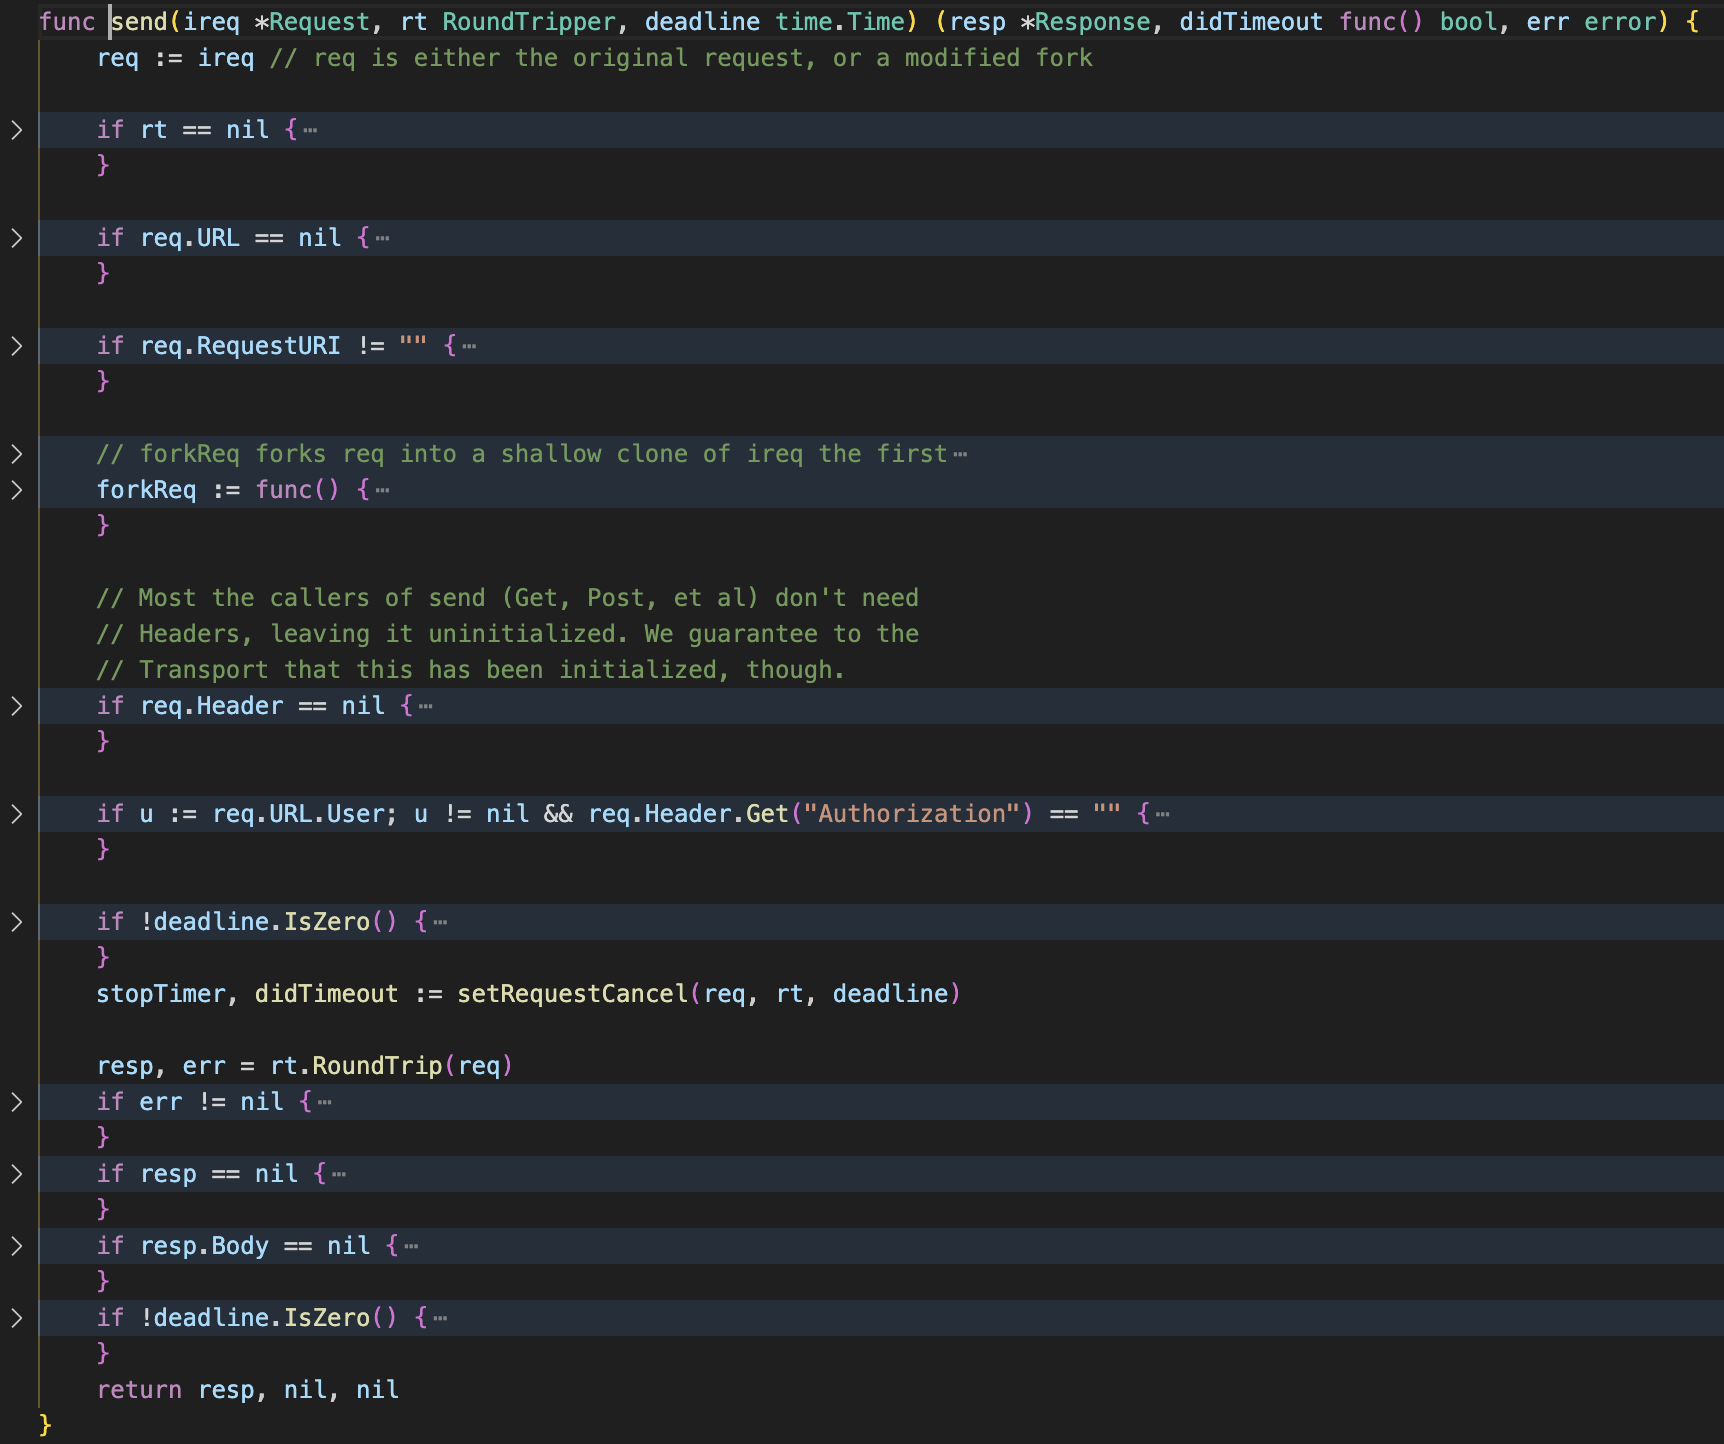 func send(ireq *Request, rt RoundTripper, deadline time.Time) (resp *Response, didTimeout func() bool, err error) {
    req := ireq // req is either the original request, or a modified fork

    if rt == nil {⋯
    }

    if req.URL == nil {⋯
    }

    if req.RequestURI != "" {⋯
    }

    // forkReq forks req into a shallow clone of ireq the first⋯
    forkReq := func() {⋯
    }

    // Most the callers of send (Get, Post, et al) don't need
    // Headers, leaving it uninitialized. We guarantee to the
    // Transport that this has been initialized, though.
    if req.Header == nil {⋯
    }

    if u := req.URL.User; u != nil && req.Header.Get("Authorization") == "" {⋯
    }

    if !deadline.IsZero() {⋯
    }
    stopTimer, didTimeout := setRequestCancel(req, rt, deadline)

    resp, err = rt.RoundTrip(req)
    if err != nil {⋯
    }
    if resp == nil {⋯
    }
    if resp.Body == nil {⋯
    }
    if !deadline.IsZero() {⋯
    }
    return resp, nil, nil
}